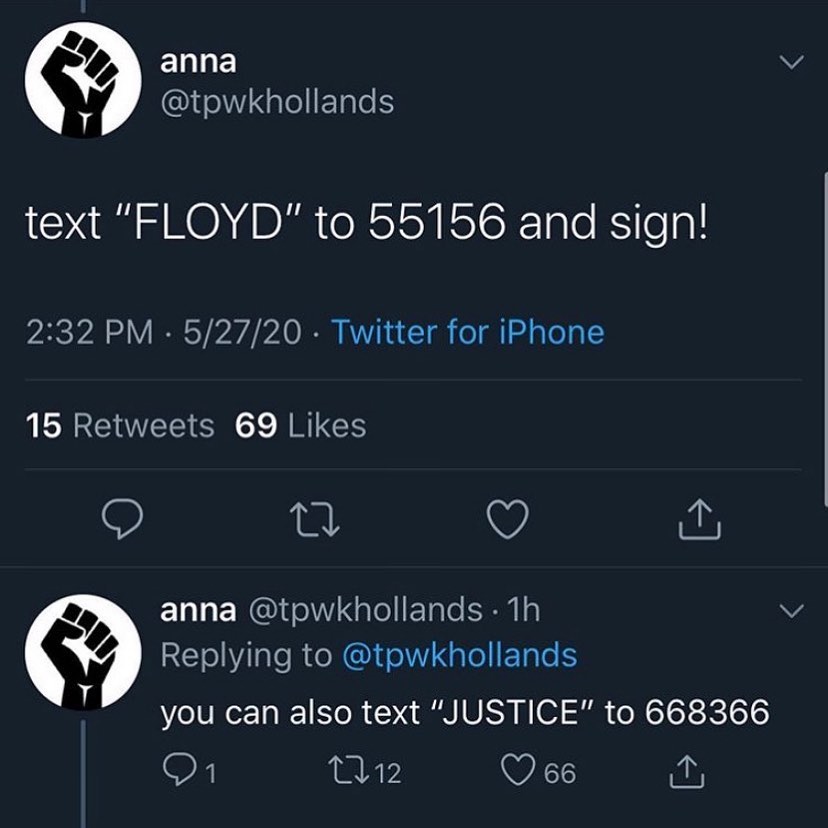 anna
@tpwkhollands
text “FLOYD” to 55156 and sign!
2:32 PM · 5/27/20 · Twitter for iPhone
15 Retweets 69 Likes
anna @tpwkhollands · 1h
Replying to @tpwkhollands
you can also text “JUSTICE” to 668366
1 12 66